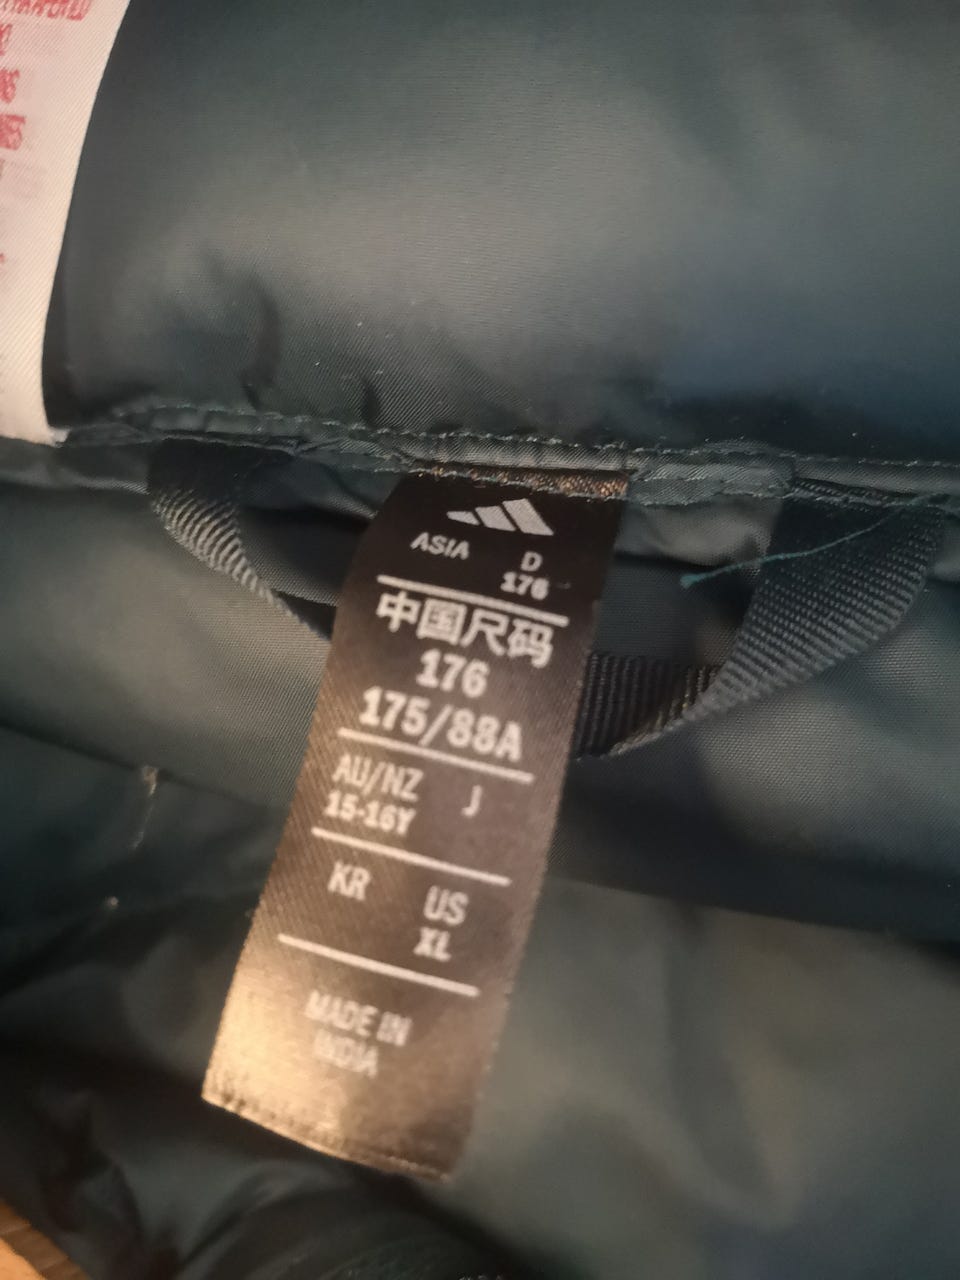 ASIA D
176
中国尺码
176
175/88A
AU/NZ J
15-16Y
KR US
XL
MADE IN
INDIA